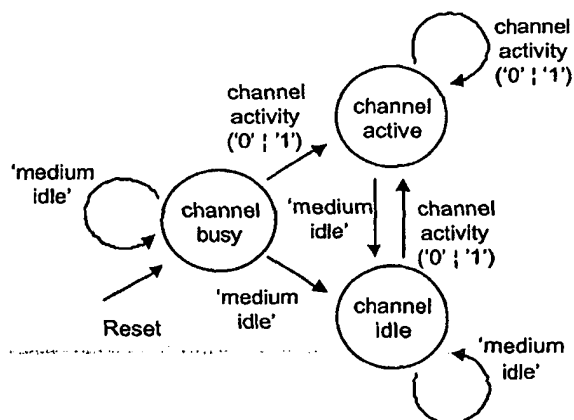 channel
activity
('0' ¦ '1')
channel
activity
('0' ¦ '1')
channel
active
'medium
idle'
channel
busy
'medium
idle'
channel
activity
('0' ¦ '1')
'medium
idle'
Reset
channel
idle
'medium
idle'